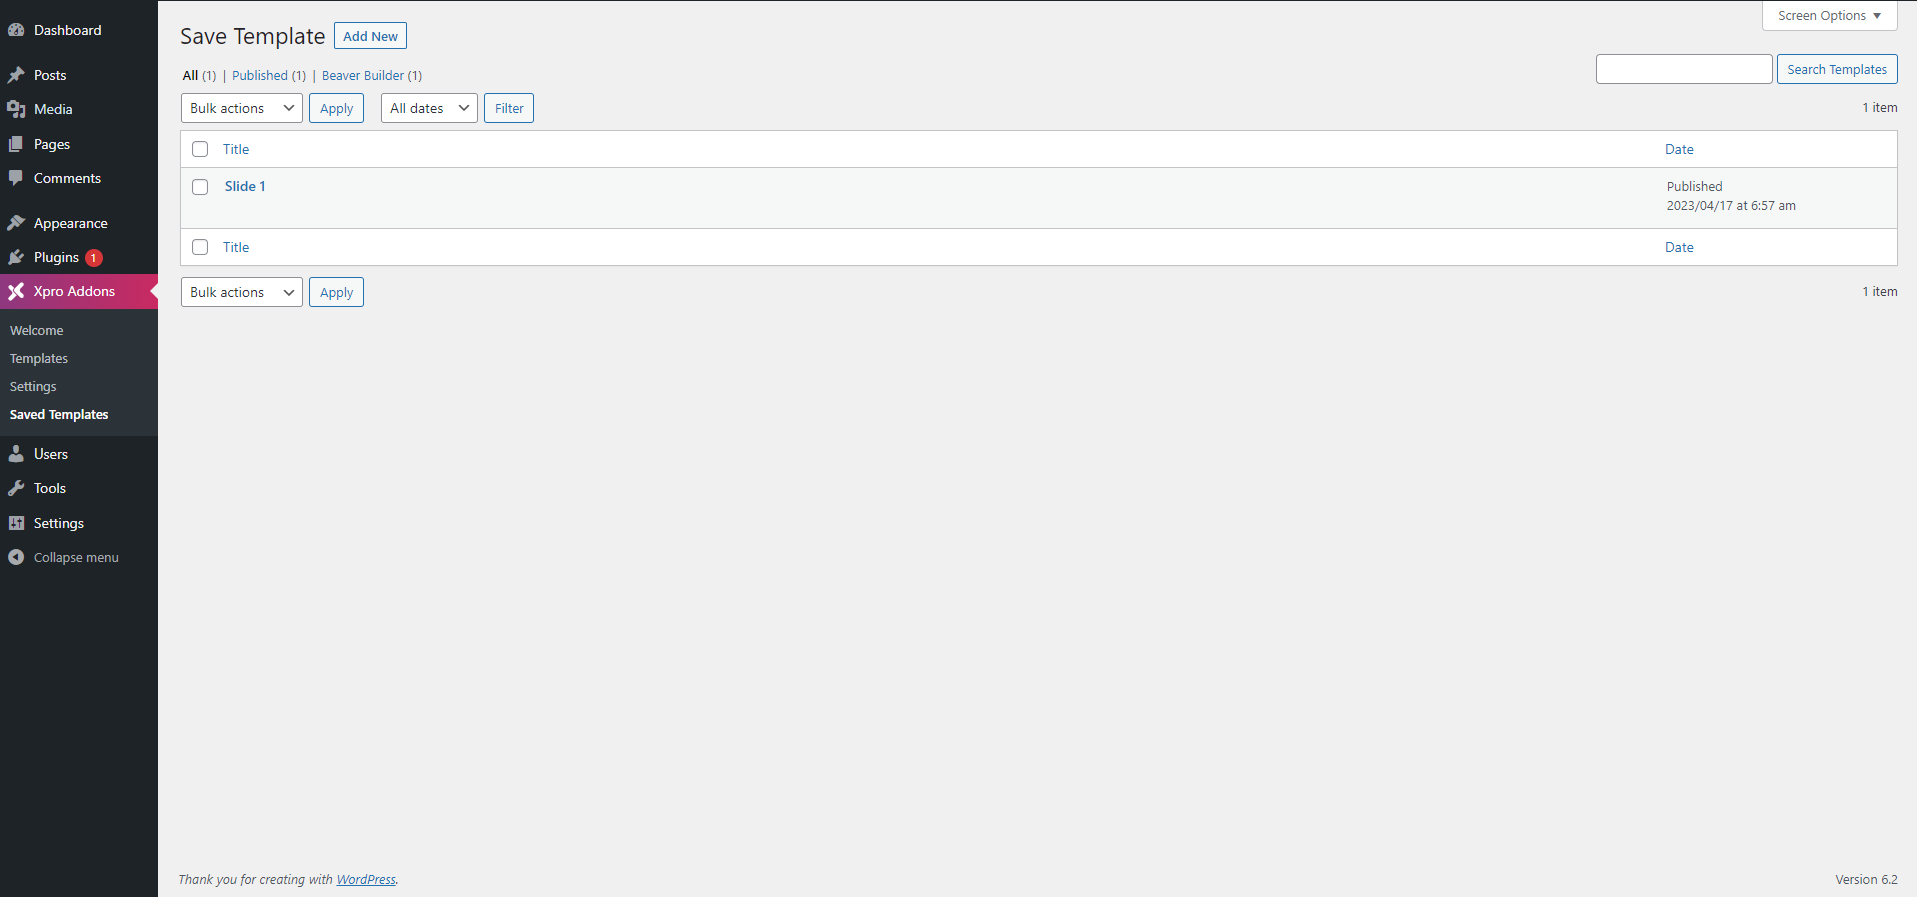 Dashboard
Posts
Media
Pages
Comments
Appearance
Plugins 1
Xpro Addons
Welcome
Templates
Settings
Saved Templates
Users
Tools
Settings
Collapse menu
Screen Options
Save Template Add New
All (1) | Published (1) | Beaver Builder (1)
Search Templates
Bulk actions Apply All dates Filter
1 item
Title Date
Slide 1 Published
2023/04/17 at 6:57 am
Title Date
Bulk actions Apply
1 item
Thank you for creating with WordPress.
Version 6.2